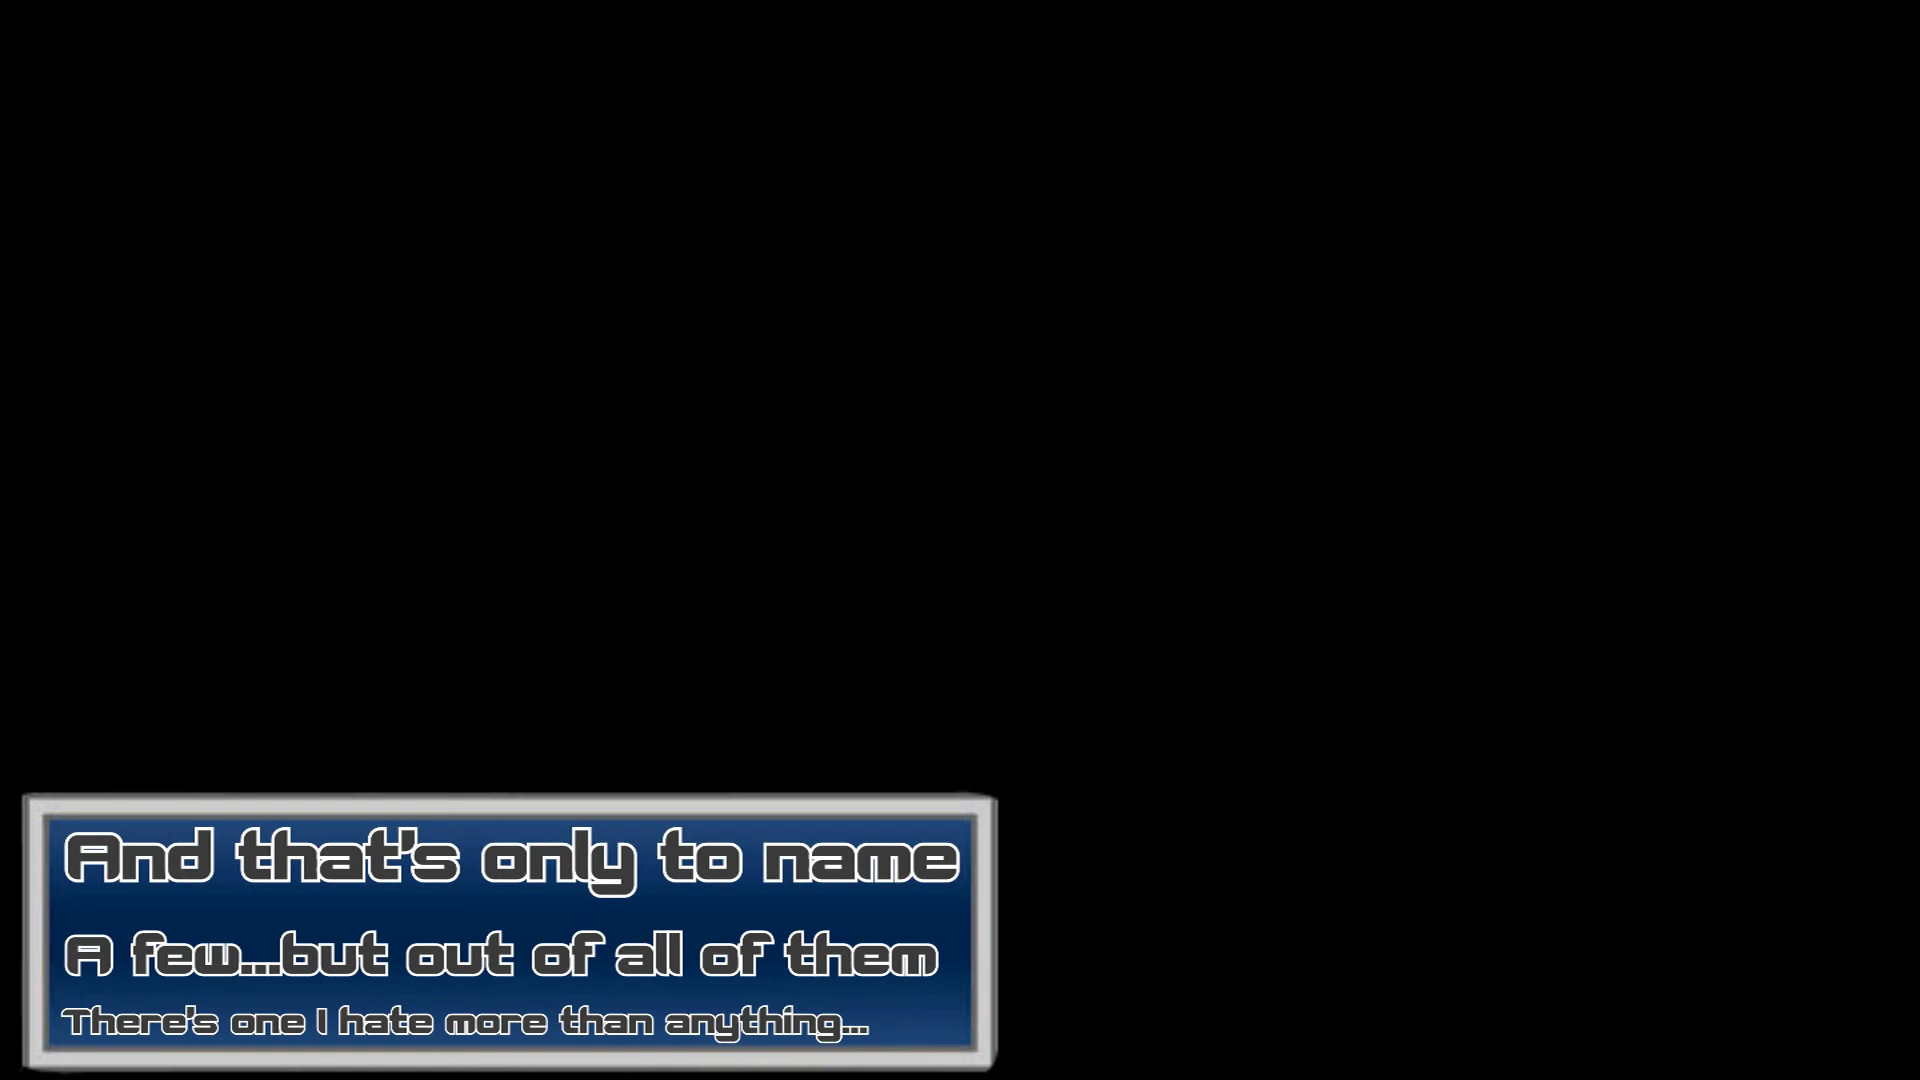 And that's only to name
A few...but out of all of them
There's one I hate more than anything...